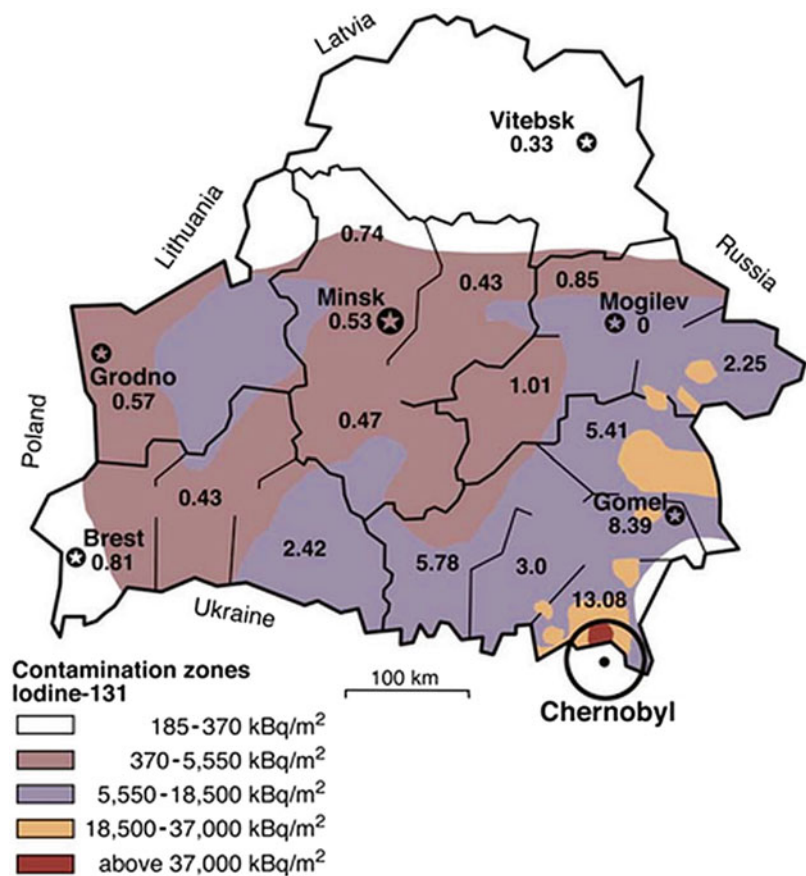 Latvia
Vitebsk
0.33
Lithuania
Russia
0.74
0.43
0.85
Minsk
0.53
Mogilev
0
Grodno
0.57
2.25
1.01
Poland
0.47
5.41
0.43
Gomel
8.39
Brest
0.81
2.42
5.78
3.0
13.08
Ukraine
100 km
Chernobyl
Contamination zones
Iodine-131
185-370 kBq/m²
370-5,550 kBq/m²
5,550-18,500 kBq/m²
18,500-37,000 kBq/m²
above 37,000 kBq/m²